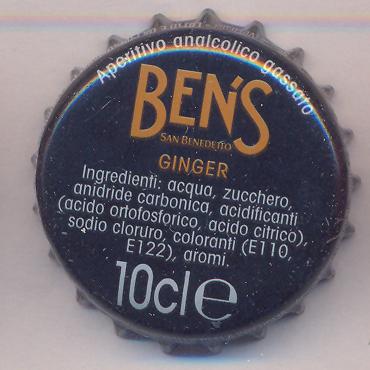 Aperitivo analcolico gassato
BEN'S
SAN BENEDETTO
GINGER
Ingredienti: acqua, zucchero,
anidride carbonica, acidificanti
(acido ortofosforico, acido citrico),
sodio cloruro, coloranti (E110,
E122), aromi.
10cl e